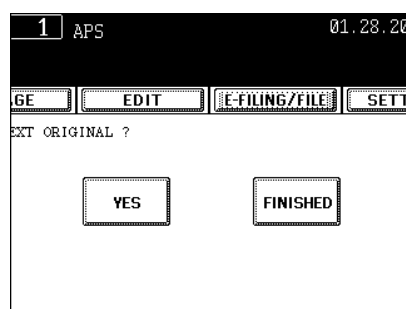 1 APS 01.28.20
GE EDIT E-FILING/FILE SETT
EXT ORIGINAL ?
YES FINISHED